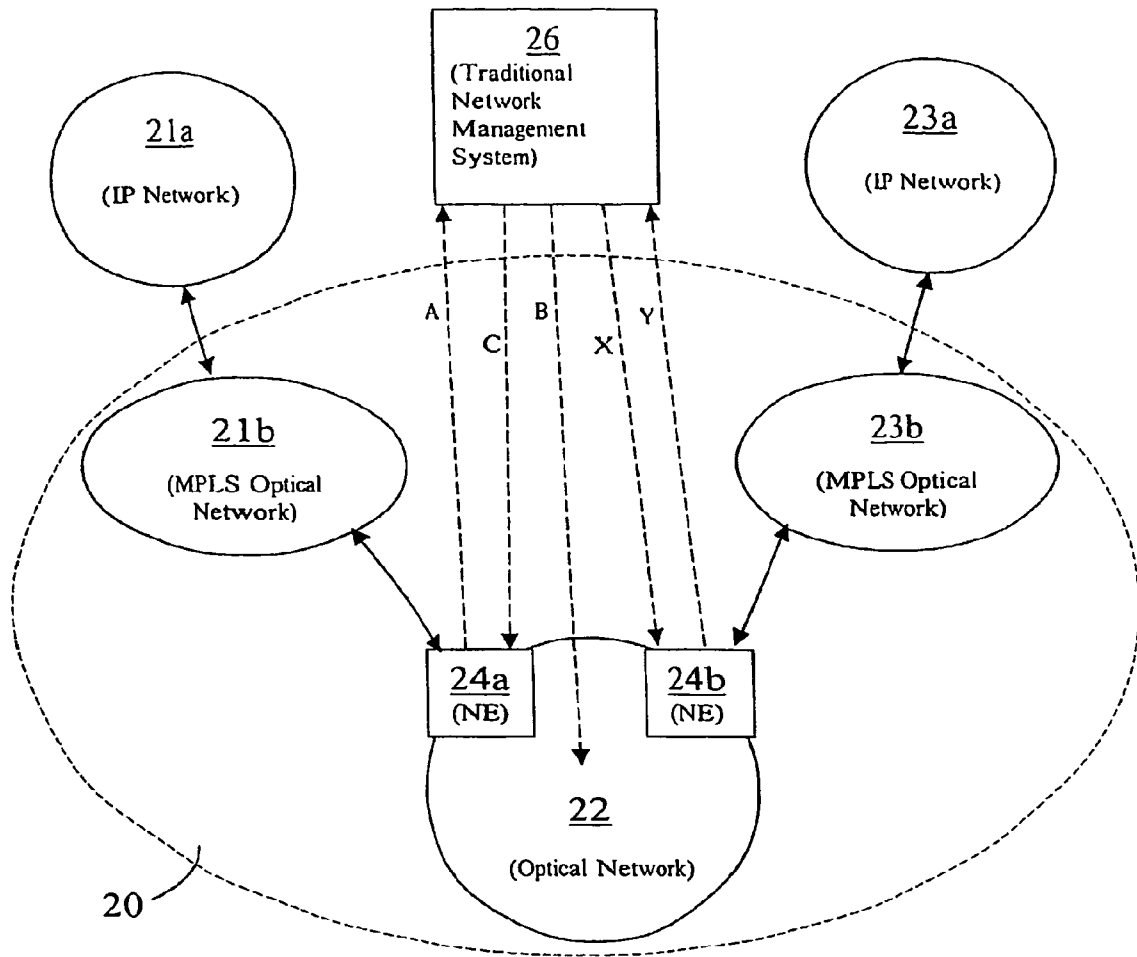 26
(Traditional
Network
Management
System)
21a
(IP Network)
23a
(IP Network)
A
C
B
X
Y
21b
(MPLS Optical
Network)
23b
(MPLS Optical
Network)
24a
(NE)
24b
(NE)
22
(Optical Network)
20